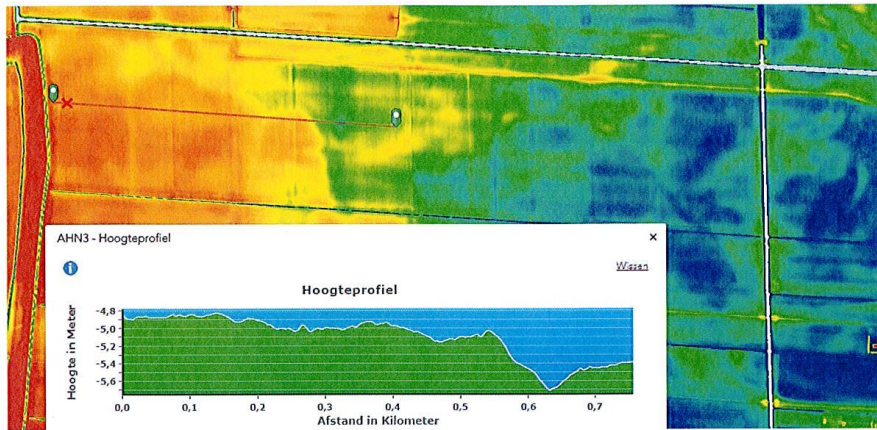 AHN3 - Hoogteprofiel
×
i
Wissen
Hoogteprofiel
Hoogte in Meter
-4,8
-5,0
-5,2
-5,4
-5,6
0,0 0,1 0,2 0,3 0,4 0,5 0,6 0,7
Afstand in Kilometer